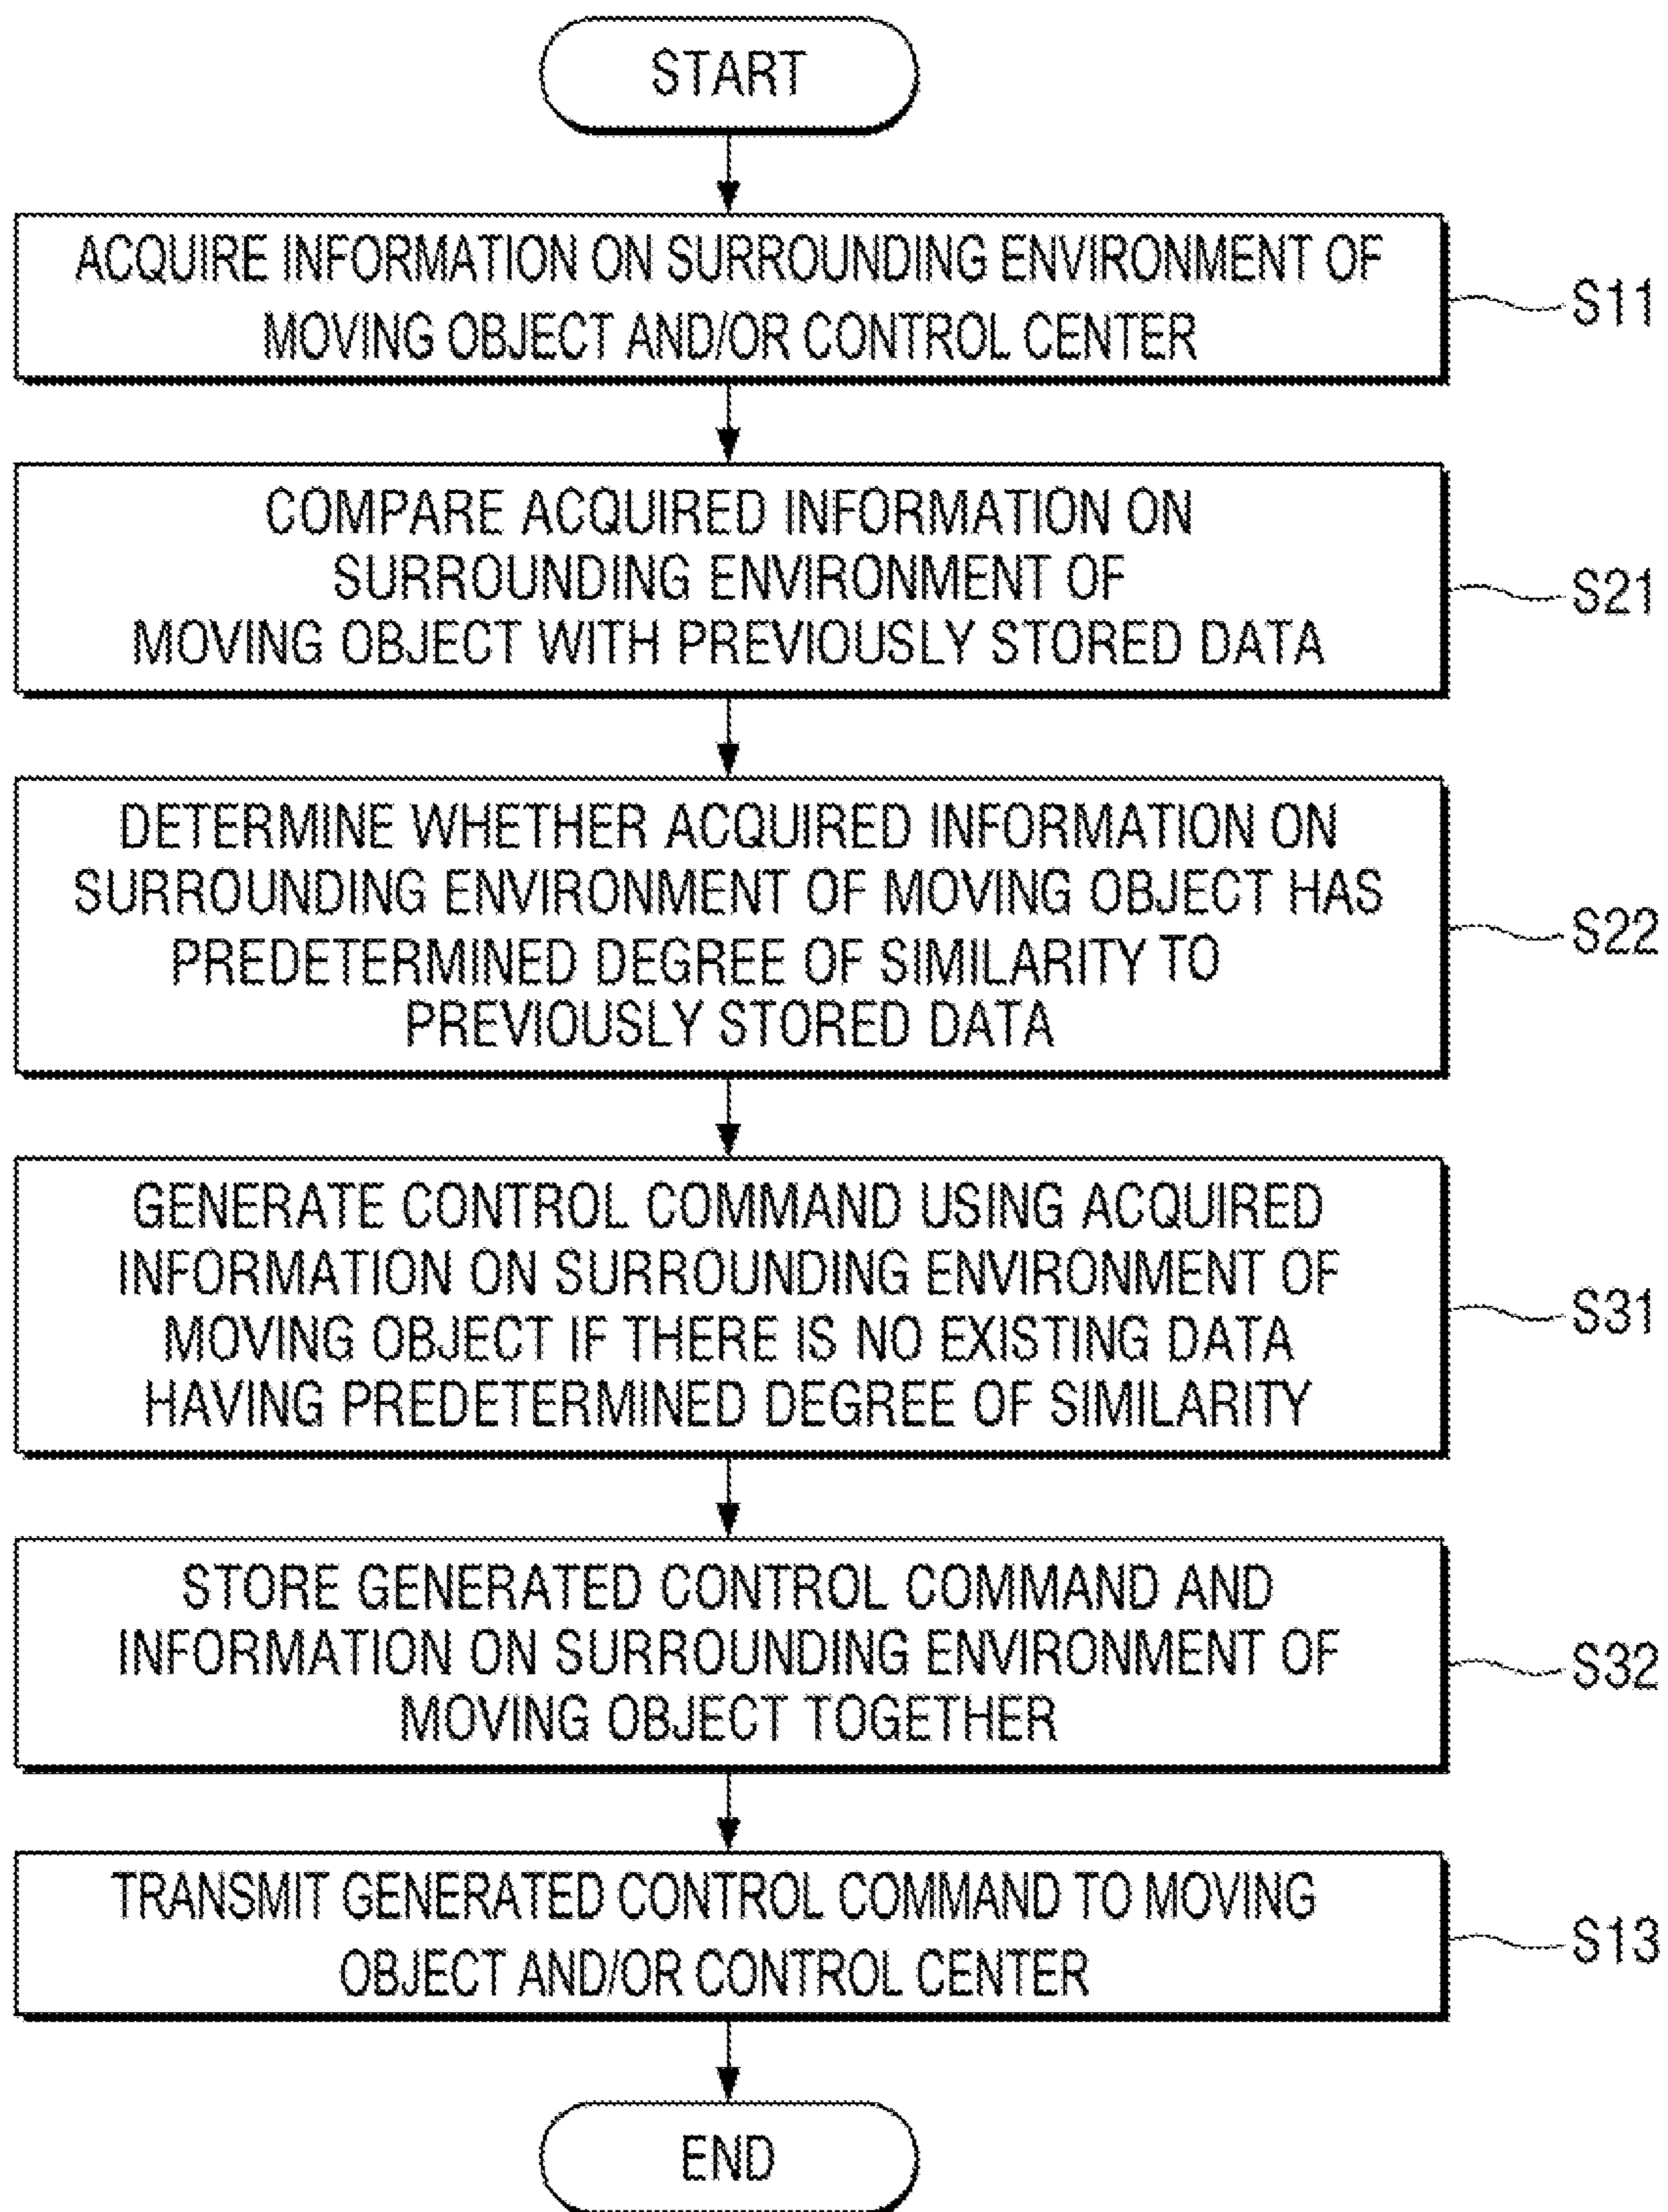 START
ACQUIRE INFORMATION ON SURROUNDING ENVIRONMENT OF
MOVING OBJECT AND/OR CONTROL CENTER
S11
COMPARE ACQUIRED INFORMATION ON
SURROUNDING ENVIRONMENT OF
MOVING OBJECT WITH PREVIOUSLY STORED DATA
S21
DETERMINE WHETHER ACQUIRED INFORMATION ON
SURROUNDING ENVIRONMENT OF MOVING OBJECT HAS
PREDETERMINED DEGREE OF SIMILARITY TO
PREVIOUSLY STORED DATA
S22
GENERATE CONTROL COMMAND USING ACQUIRED
INFORMATION ON SURROUNDING ENVIRONMENT OF
MOVING OBJECT IF THERE IS NO EXISTING DATA
HAVING PREDETERMINED DEGREE OF SIMILARITY
S31
STORE GENERATED CONTROL COMMAND AND
INFORMATION ON SURROUNDING ENVIRONMENT OF
MOVING OBJECT TOGETHER
S32
TRANSMIT GENERATED CONTROL COMMAND TO MOVING
OBJECT AND/OR CONTROL CENTER
S13
END